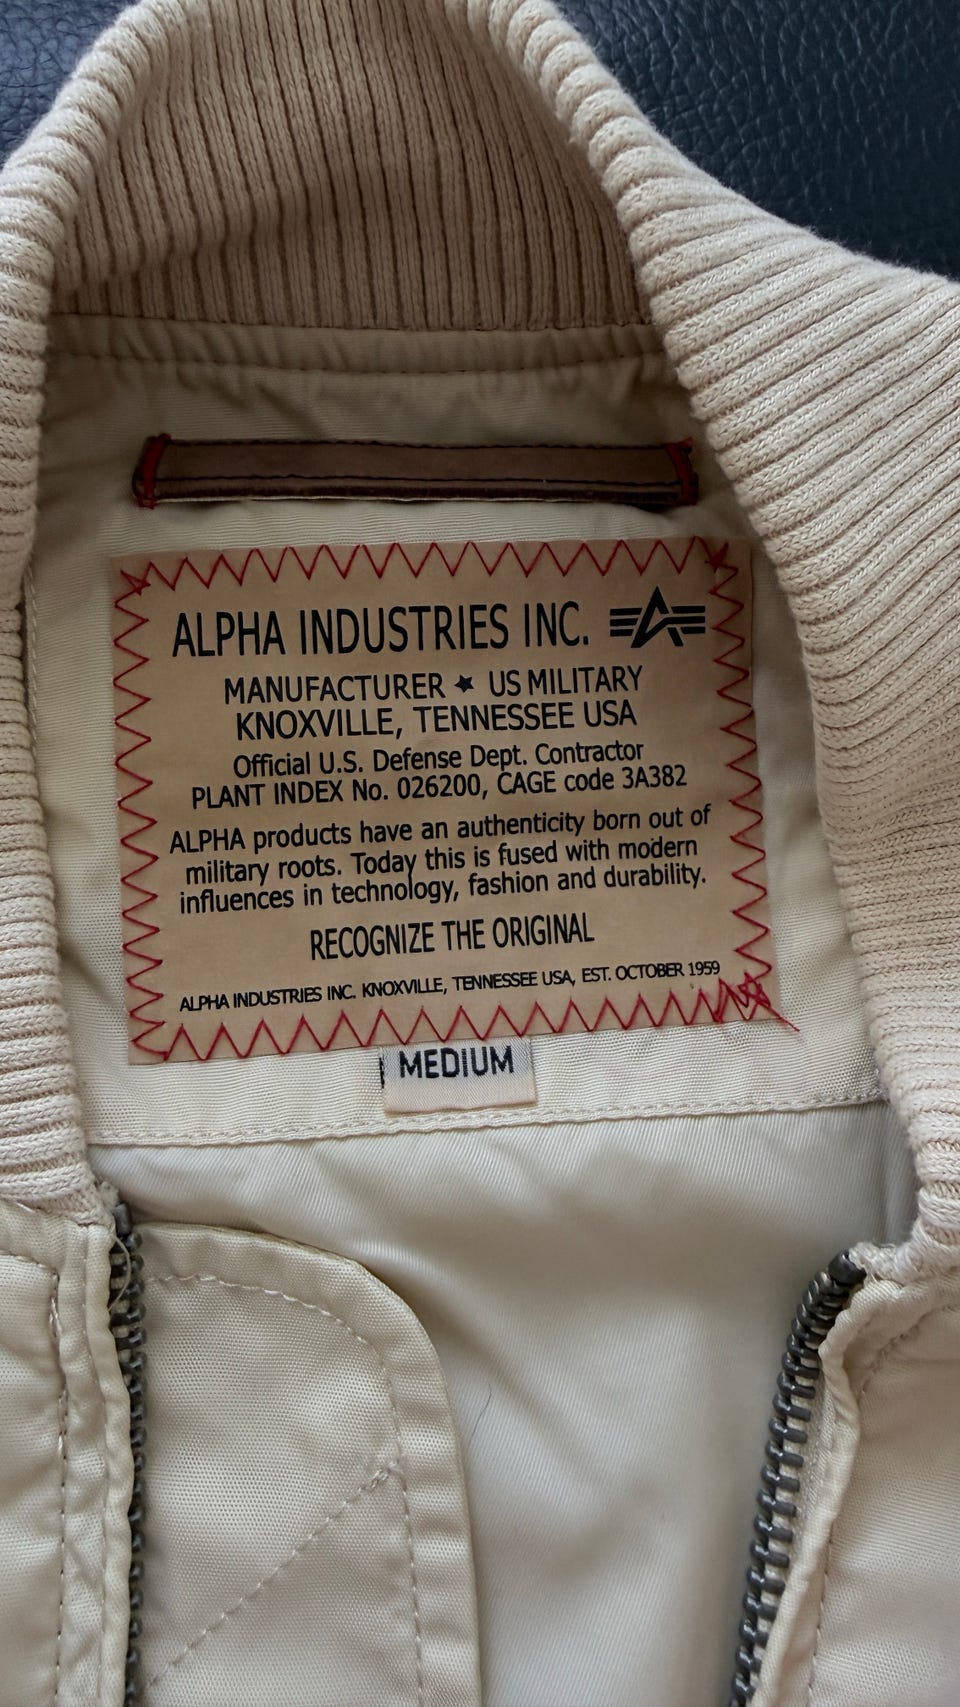 ALPHA INDUSTRIES INC.
MANUFACTURER ★ US MILITARY
KNOXVILLE, TENNESSEE USA
Official U.S. Defense Dept. Contractor
PLANT INDEX No. 026200, CAGE code 3A382
ALPHA products have an authenticity born out of
military roots. Today this is fused with modern
influences in technology, fashion and durability.
RECOGNIZE THE ORIGINAL
ALPHA INDUSTRIES INC. KNOXVILLE, TENNESSEE USA, EST. OCTOBER 1959
MEDIUM